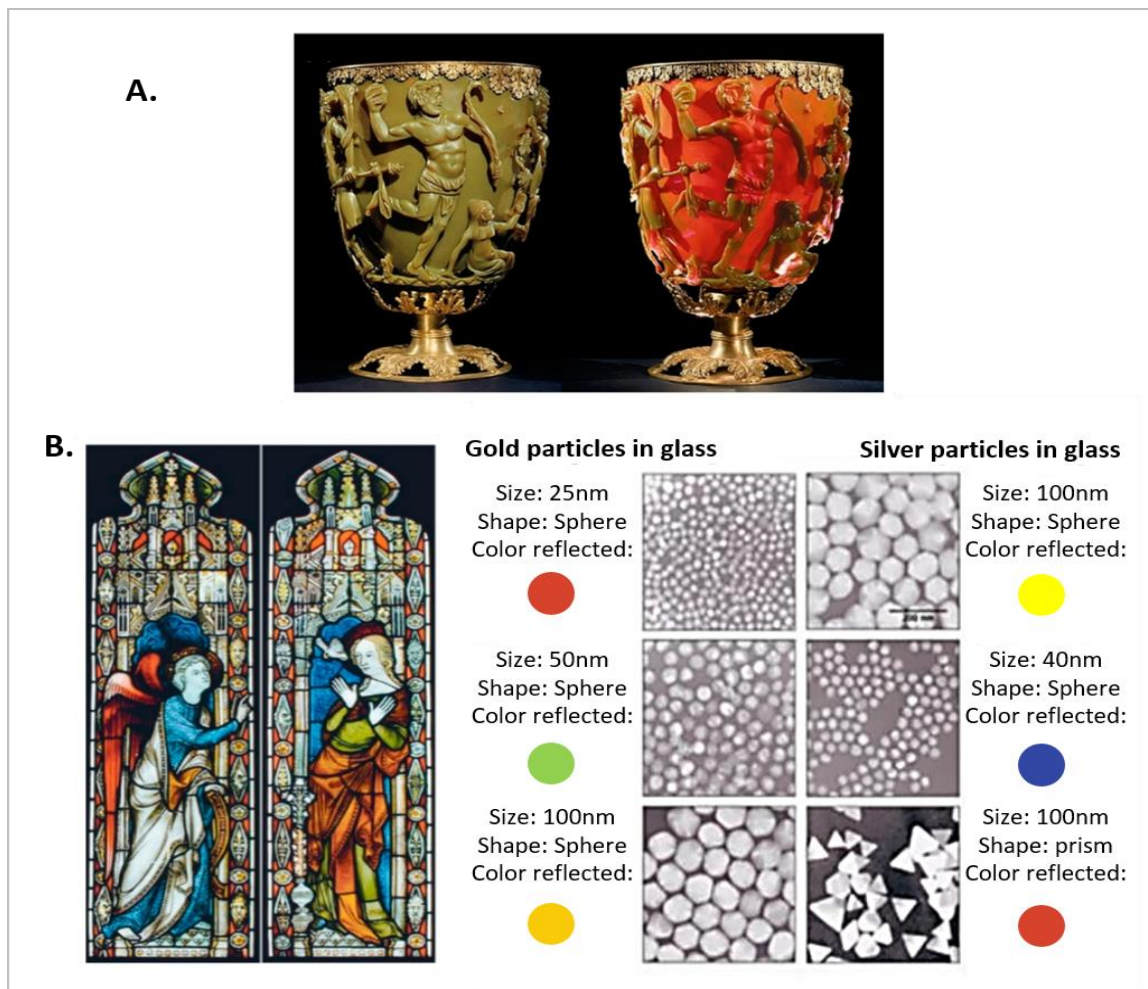 A.
B.
Gold particles in glass
Silver particles in glass
Size: 25nm
Shape: Sphere
Color reflected:
Size: 100nm
Shape: Sphere
Color reflected:
200 nm
Size: 50nm
Shape: Sphere
Color reflected:
Size: 40nm
Shape: Sphere
Color reflected:
Size: 100nm
Shape: Sphere
Color reflected:
Size: 100nm
Shape: prism
Color reflected: